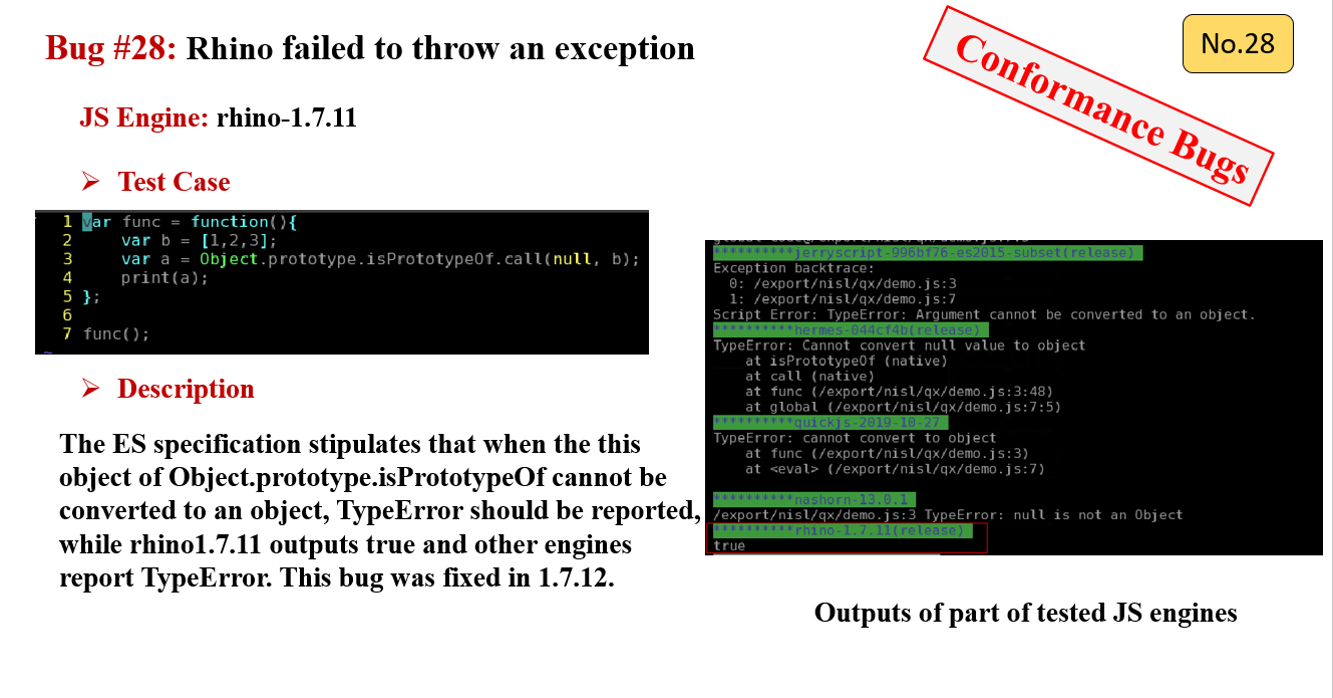 Bug #28: Rhino failed to throw an exception
No.28
Conformance Bugs
JS Engine: rhino-1.7.11
➢ Test Case
1 var func = function(){
2     var b = [1,2,3];
3     var a = Object.prototype.isPrototypeOf.call(null, b);
4     print(a);
5 };
6
7 func();
~
➢ Description
The ES specification stipulates that when the this
object of Object.prototype.isPrototypeOf cannot be
converted to an object, TypeError should be reported,
while rhino1.7.11 outputs true and other engines
report TypeError. This bug was fixed in 1.7.12.
**********jerryscript-996bf76-es2015-subset(release)
Exception backtrace:
  0: /export/nisl/qx/demo.js:3
  1: /export/nisl/qx/demo.js:7
Script Error: TypeError: Argument cannot be converted to an object.
**********hermes-044cf4b(release)
TypeError: Cannot convert null value to object
    at isPrototypeOf (native)
    at call (native)
    at func (/export/nisl/qx/demo.js:3:48)
    at global (/export/nisl/qx/demo.js:7:5)
**********quickjs-2019-10-27
TypeError: cannot convert to object
    at func (/export/nisl/qx/demo.js:3)
    at <eval> (/export/nisl/qx/demo.js:7)
**********nashorn-13.0.1
/export/nisl/qx/demo.js:3 TypeError: null is not an Object
**********rhino-1.7.11(release)
true
Outputs of part of tested JS engines